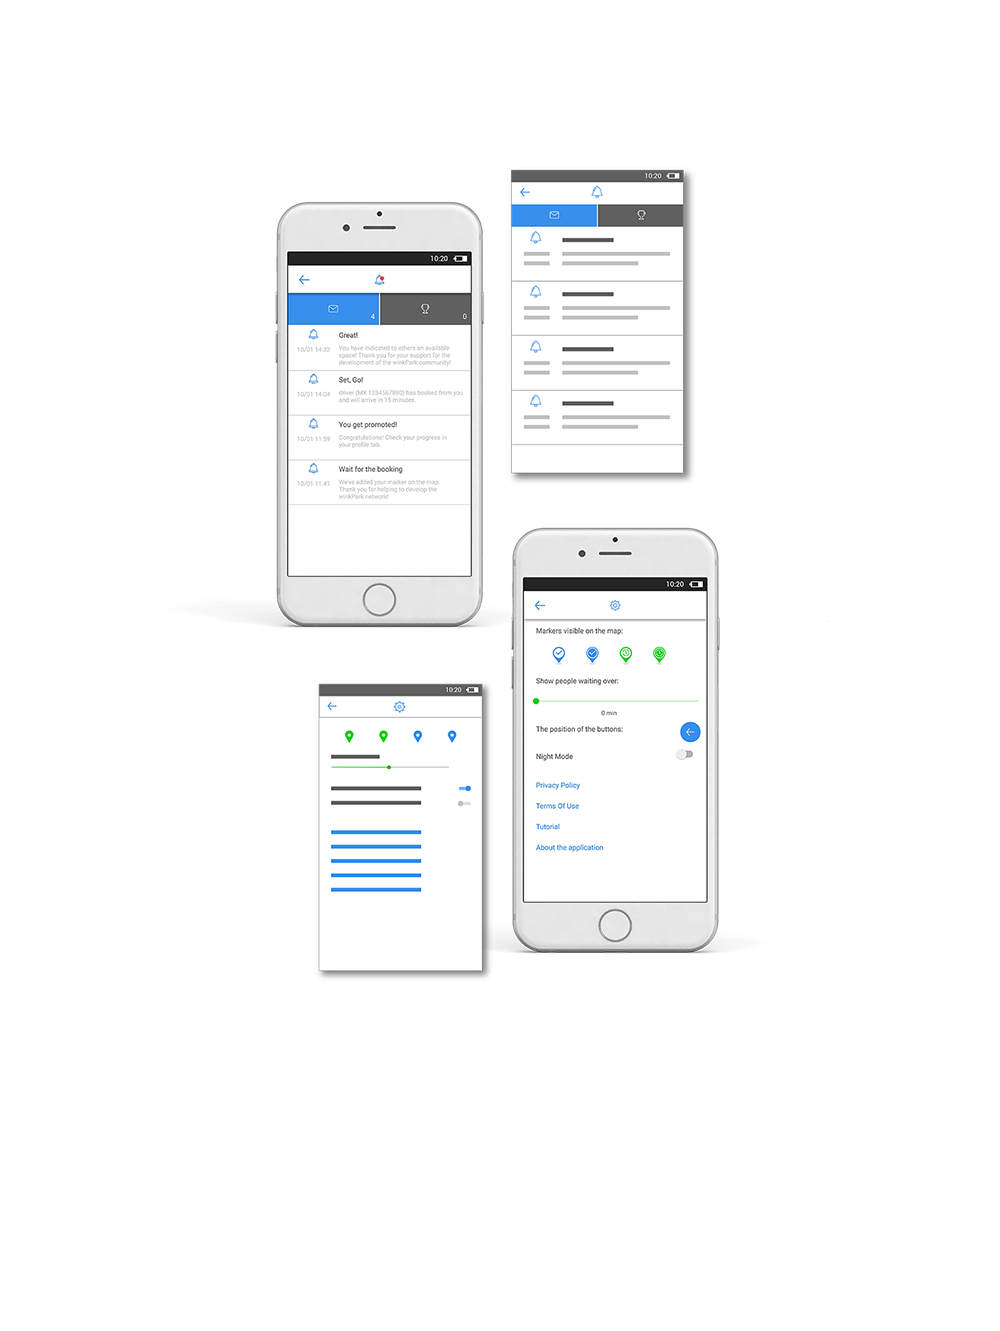 10:20
10:20
4
0
Great!
10/01 14:33
You have indicated to others an available
space! Thank you for your support for the
development of the winkPark community!
Set, Go!
10/01 14:04
driver (MX 1234567890) has booked from you
and will arrive in 15 minutes.
You get promoted!
10/01 11:59
Congratulations! Check your progress in
your profile tab.
Wait for the booking
10/01 11:41
We've added your marker on the map.
Thank you for helping to develop the
winkPark network!
10:20
Markers visible on the map:
Show people waiting over:
0 min
The position of the buttons:
Night Mode
Privacy Policy
Terms Of Use
Tutorial
About the application
10:20